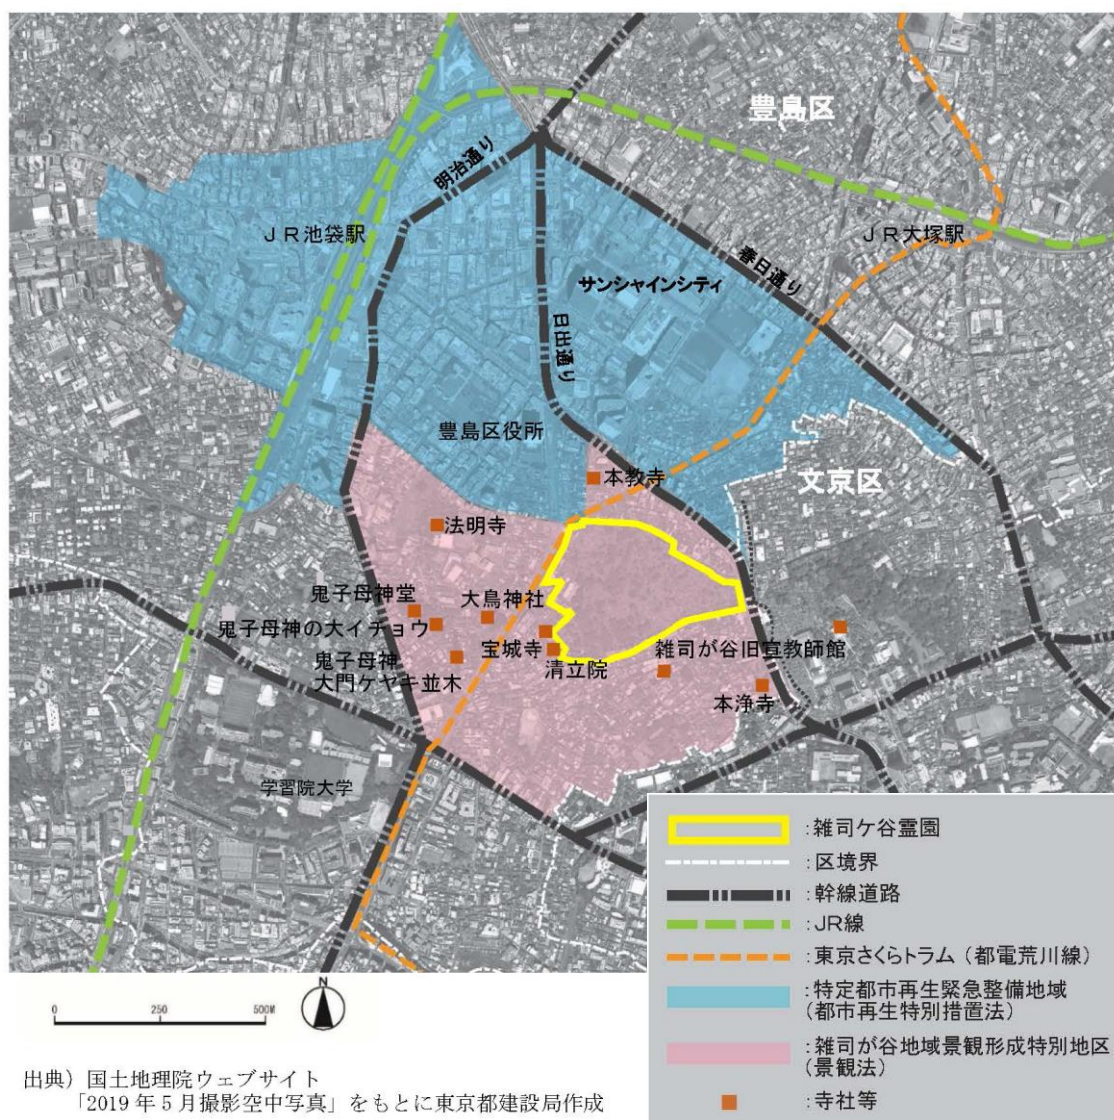 豊島区
明治通り
JR池袋駅
JR大塚駅
春日通り
サンシャインシティ
日出通り
豊島区役所
文京区
本教寺
法明寺
鬼子母神堂
大鳥神社
鬼子母神の大イチョウ
宝城寺
雑司が谷旧宣教師館
鬼子母神
大門ケヤキ並木
清立院
本浄寺
学習院大学
:雑司ケ谷霊園
:区境界
:幹線道路
:JR線
:東京さくらトラム(都電荒川線)
:特定都市再生緊急整備地域
(都市再生特別措置法)
:雑司が谷地域景観形成特別地区
(景観法)
:寺社等
0 250 500M
N
出典)国土地理院ウェブサイト
「2019年5月撮影空中写真」をもとに東京都建設局作成